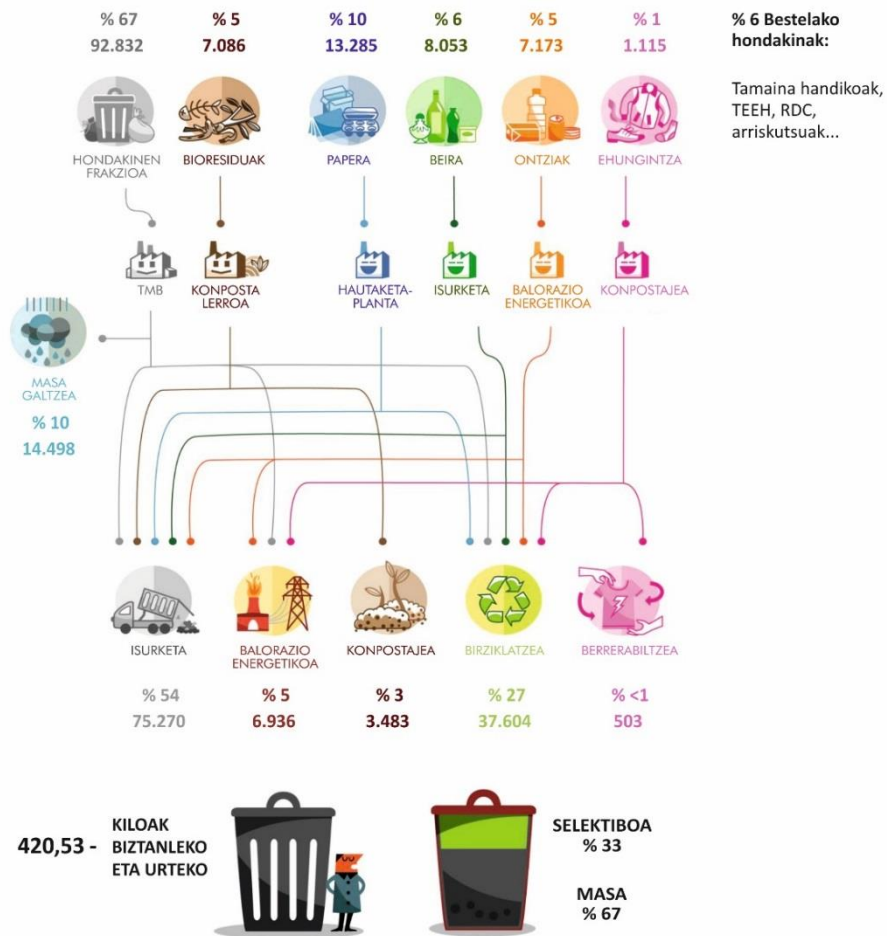 % 67
92.832
% 5
7.086
% 10
13.285
% 6
8.053
% 5
7.173
% 1
1.115
% 6 Bestelako
hondakinak:
Tamaina handikoak,
TEEH, RDC,
arriskutsuak...
HONDAKINEN
FRAKZIOA
BIORESIDUAK
PAPERA
BEIRA
ONTZIAK
EHUNGINTZA
TMB
KONPOSTA
LERROA
HAUTAKETA-
PLANTA
ISURKETA
BALORAZIO
ENERGETIKOA
KONPOSTAJEA
MASA
GALTZEA
% 10
14.498
ISURKETA
BALORAZIO
ENERGETIKOA
KONPOSTAJEA
BIRZIKLATZEA
BERRERABILTZEA
% 54
75.270
% 5
6.936
% 3
3.483
% 27
37.604
% <1
503
420,53 -
KILOAK
BIZTANLEKO
ETA URTEKO
SELEKTIBOA
% 33
MASA
% 67